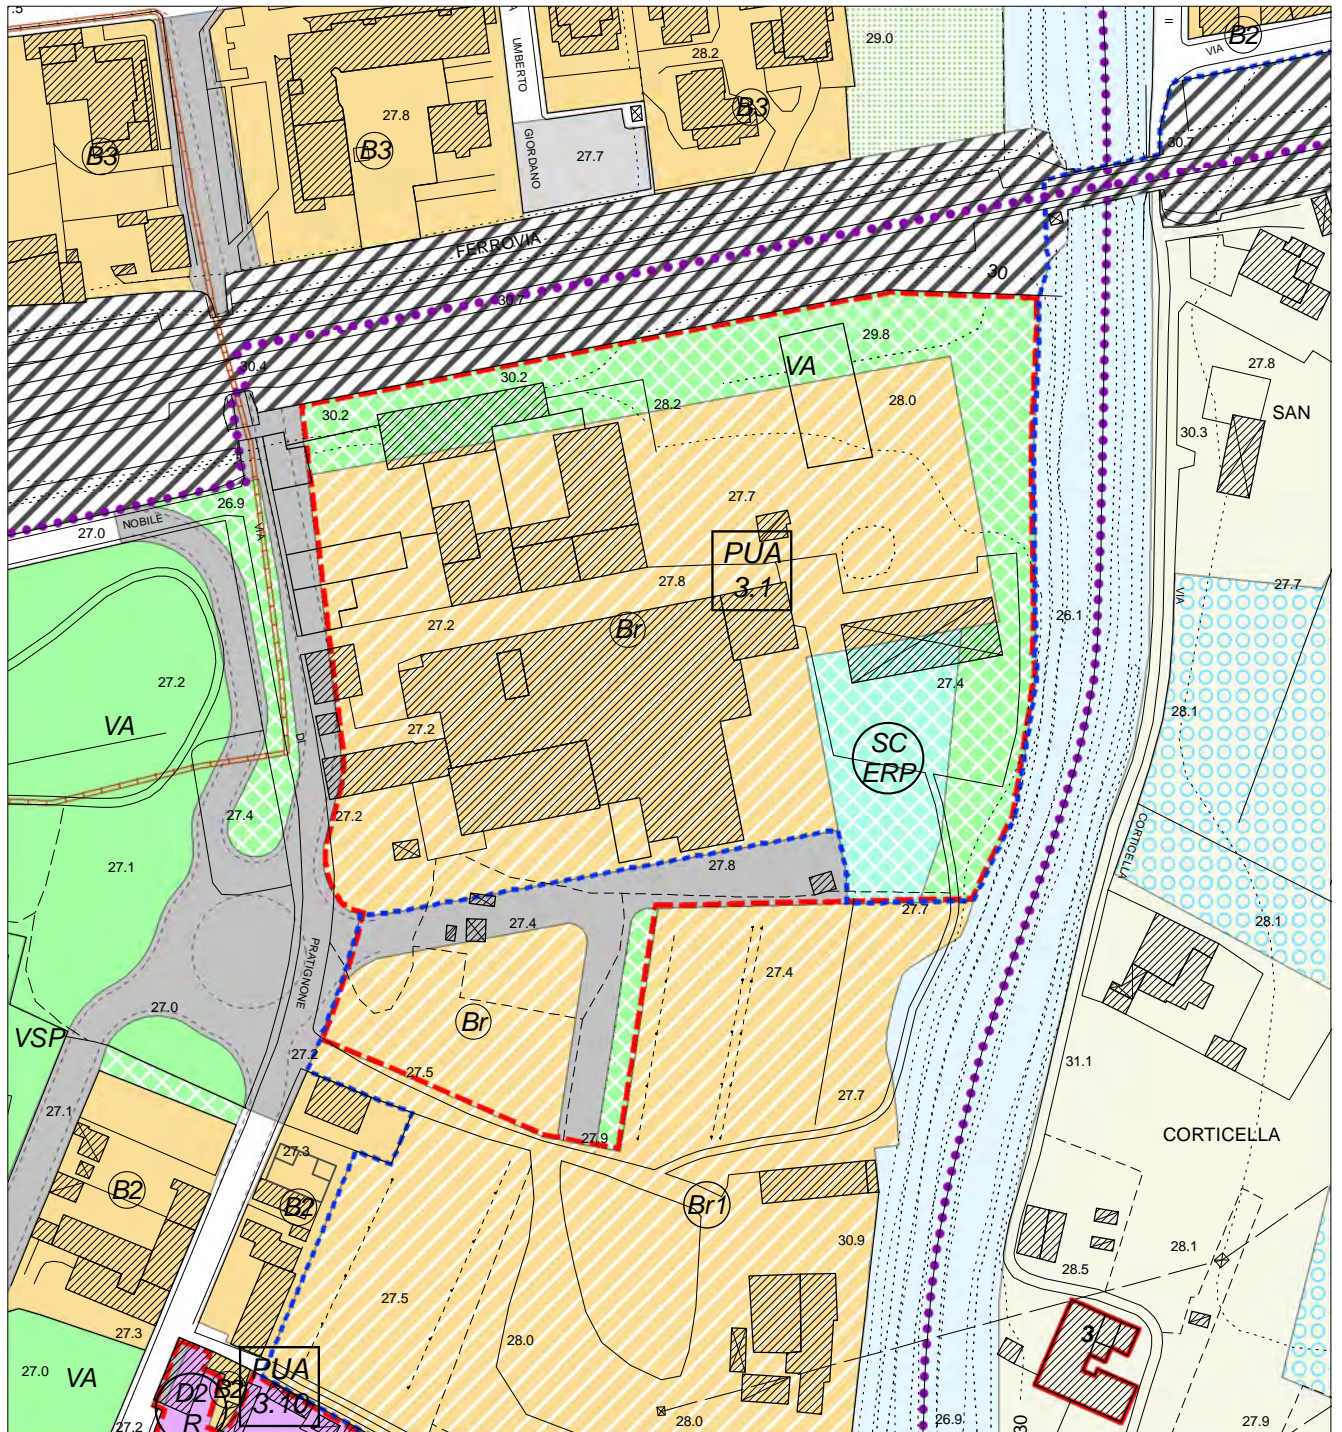 .5
UMBERTO
GIORDANO
28.2
29.0
=
VIA
B2
B3
27.8
B3
B3
27.7
30.7
FERROVIA
30
30.7
30.4
29.8
VA
30.2
30.2
28.2
28.0
27.8
SAN
30.3
26.9
NOBILE
27.0
VIA
27.7
PUA
3.1
27.8
27.2
Br
26.1
VIA
27.7
27.2
VA
27.4
28.1
27.2
DI
SC
ERP
27.4
27.2
CORTICELLA
27.1
27.8
27.7
27.4
28.1
PRATIGNONE
27.4
27.0
Br
VSP
27.2
27.5
27.7
31.1
27.1
27.9
CORTICELLA
27.3
B2
B2
Br1
30.9
28.1
28.5
27.5
27.3
28.0
3
27.0
VA
PUA
3.10
D2
R
B2
27.2
28.0
26.9
30
27.9